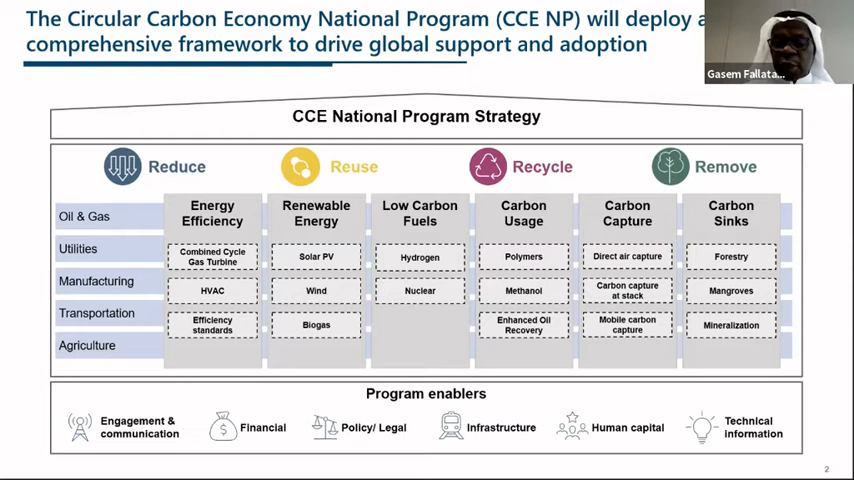 The Circular Carbon Economy National Program (CCE NP) will deploy a
comprehensive framework to drive global support and adoption
Gasem Fallata...
CCE National Program Strategy
Reduce
Reuse
Recycle
Remove
Oil & Gas
Utilities
Manufacturing
Transportation
Agriculture
Energy
Efficiency
Combined Cycle
Gas Turbine
HVAC
Efficiency
standards
Renewable
Energy
Solar PV
Wind
Biogas
Low Carbon
Fuels
Hydrogen
Nuclear
Carbon
Usage
Polymers
Methanol
Enhanced Oil
Recovery
Carbon
Capture
Direct air capture
Carbon capture
at stack
Mobile carbon
capture
Carbon
Sinks
Forestry
Mangroves
Mineralization
Program enablers
Engagement &
communication
Financial
Policy/ Legal
Infrastructure
Human capital
Technical
information
2